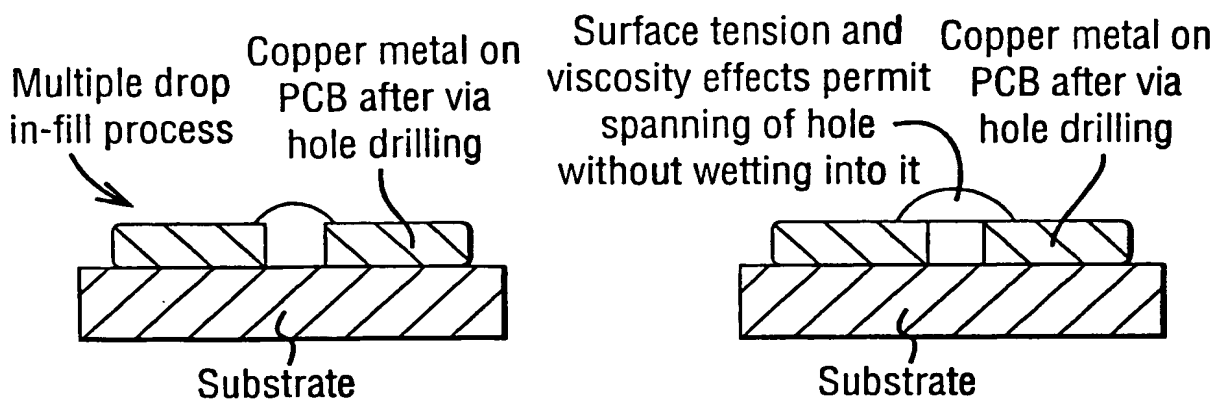 Multiple drop
in-fill process
Copper metal on
PCB after via
hole drilling
Substrate
Surface tension and
viscosity effects permit
spanning of hole
without wetting into it
Copper metal on
PCB after via
hole drilling
Substrate